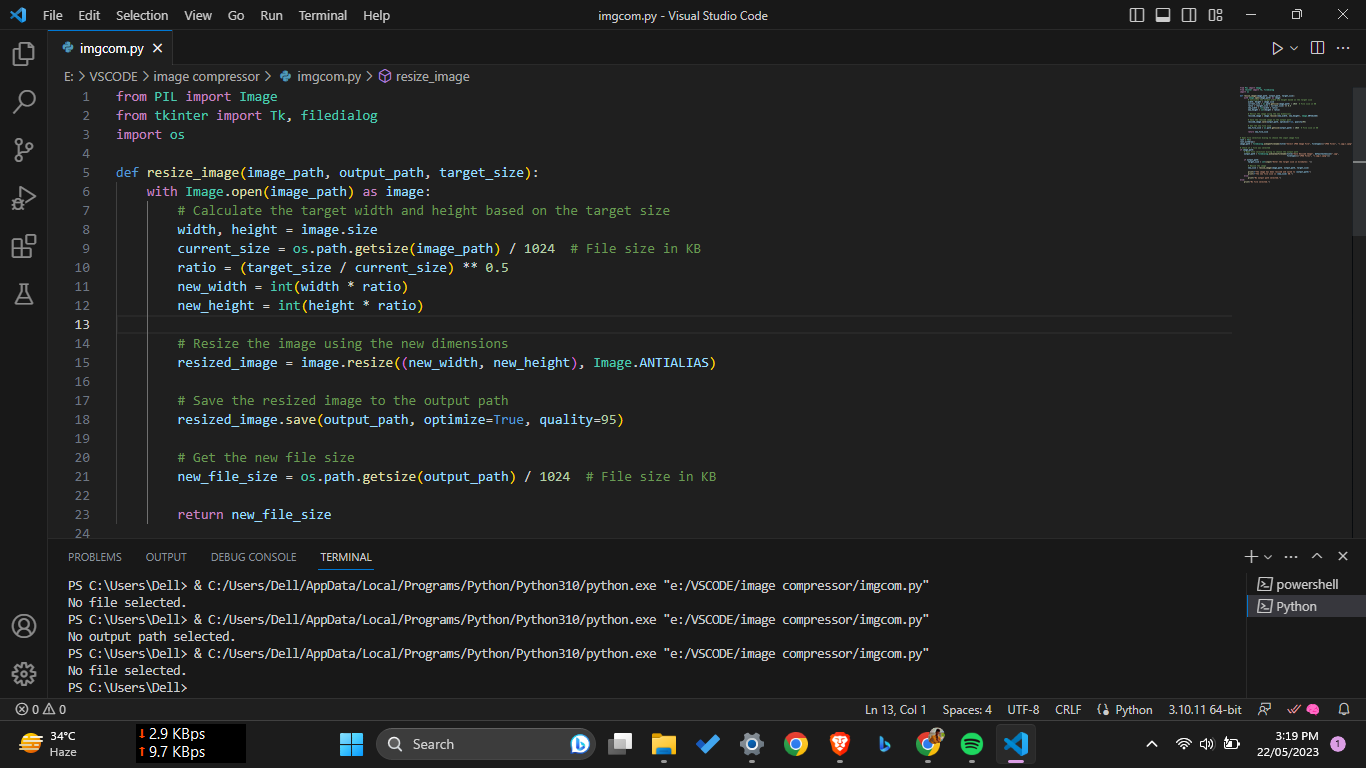 File Edit Selection View Go Run Terminal Help imgcom.py - Visual Studio Code
imgcom.py
E: > VSCODE > image compressor > imgcom.py > resize_image
1 from PIL import Image
2 from tkinter import Tk, filedialog
3 import os
4
5 def resize_image(image_path, output_path, target_size):
6 with Image.open(image_path) as image:
7 # Calculate the target width and height based on the target size
8 width, height = image.size
9 current_size = os.path.getsize(image_path) / 1024 # File size in KB
10 ratio = (target_size / current_size) ** 0.5
11 new_width = int(width * ratio)
12 new_height = int(height * ratio)
13
14 # Resize the image using the new dimensions
15 resized_image = image.resize((new_width, new_height), Image.ANTIALIAS)
16
17 # Save the resized image to the output path
18 resized_image.save(output_path, optimize=True, quality=95)
19
20 # Get the new file size
21 new_file_size = os.path.getsize(output_path) / 1024 # File size in KB
22
23 return new_file_size
24
PROBLEMS OUTPUT DEBUG CONSOLE TERMINAL
PS C:\Users\Dell> & C:/Users/Dell/AppData/Local/Programs/Python/Python310/python.exe "e:/VSCODE/image compressor/imgcom.py"
No file selected.
PS C:\Users\Dell> & C:/Users/Dell/AppData/Local/Programs/Python/Python310/python.exe "e:/VSCODE/image compressor/imgcom.py"
No output path selected.
PS C:\Users\Dell> & C:/Users/Dell/AppData/Local/Programs/Python/Python310/python.exe "e:/VSCODE/image compressor/imgcom.py"
No file selected.
PS C:\Users\Dell>
powershell
Python
0 0 Ln 13, Col 1 Spaces: 4 UTF-8 CRLF Python 3.10.11 64-bit
34°C
Haze
2.9 KBps
9.7 KBps
Search
3:19 PM
22/05/2023
1